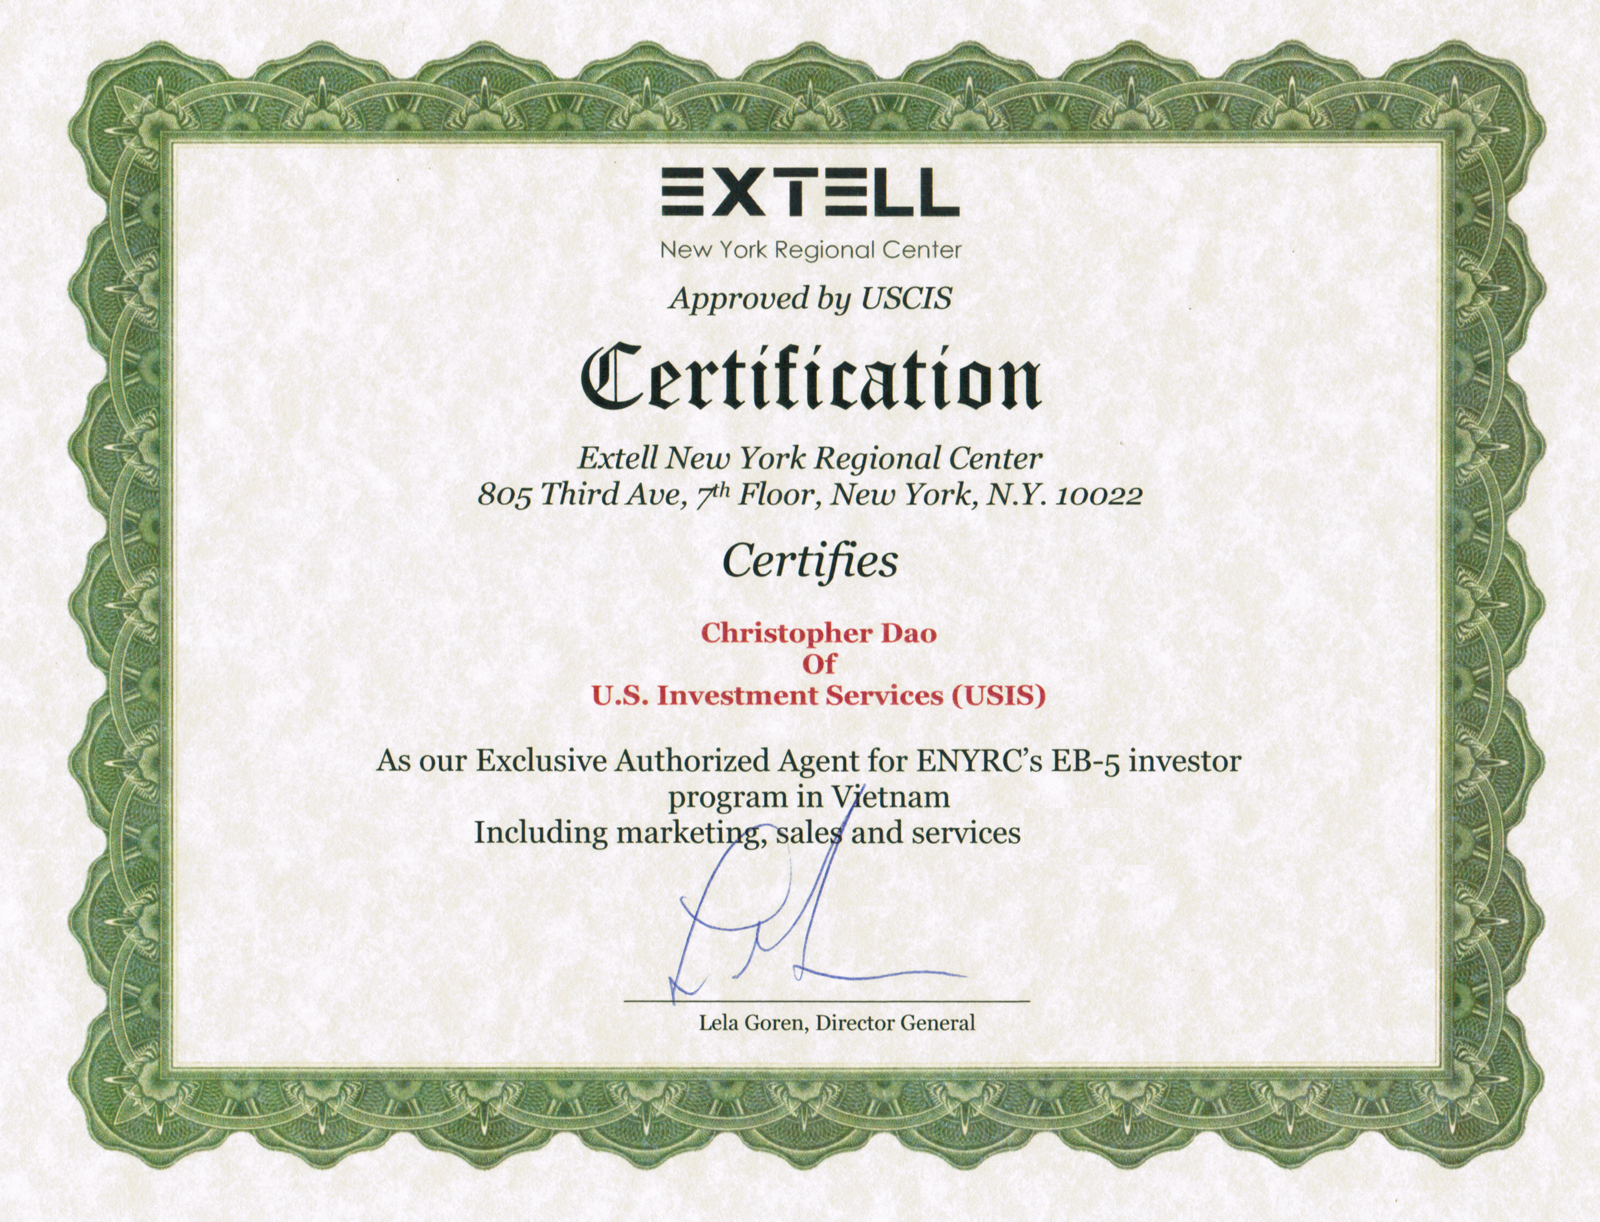 EXTELL
New York Regional Center
Approved by USCIS
Certification
Extell New York Regional Center
805 Third Ave, 7th Floor, New York, N.Y. 10022
Certifies
Christopher Dao
Of
U.S. Investment Services (USIS)
As our Exclusive Authorized Agent for ENYRC's EB-5 investor
program in Vietnam
Including marketing, sales and services
Lela Goren, Director General